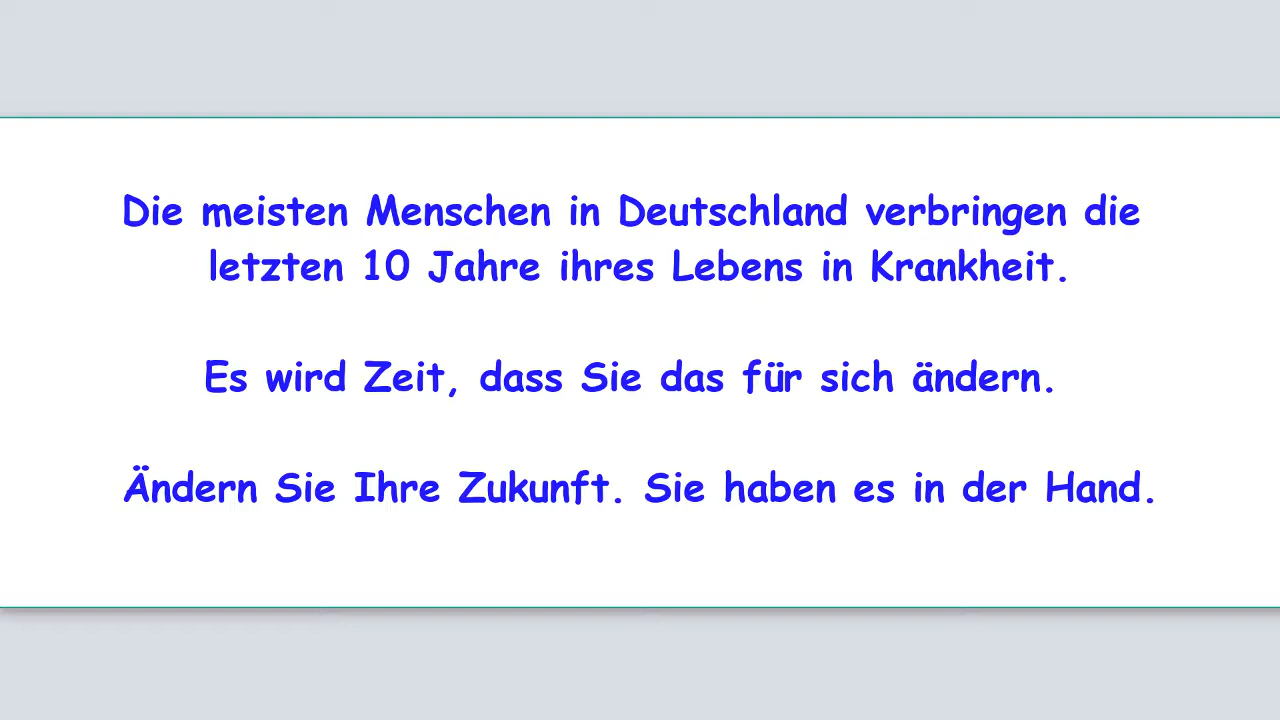 Die meisten Menschen in Deutschland verbringen die
letzten 10 Jahre ihres Lebens in Krankheit.
Es wird Zeit, dass Sie das für sich ändern.
Ändern Sie Ihre Zukunft. Sie haben es in der Hand.